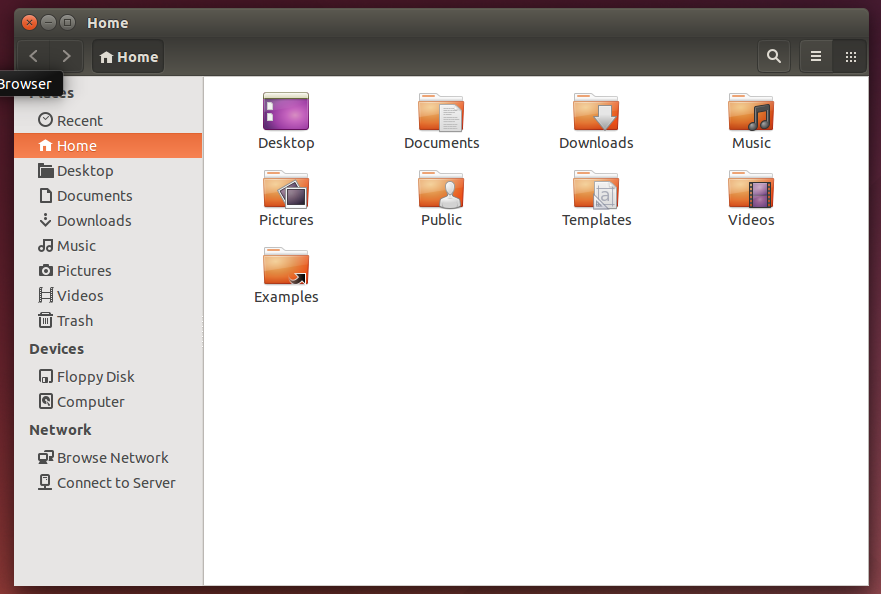 Home
Home
Browser
Recent
Home
Desktop
Documents
Downloads
Music
Pictures
Videos
Trash
Devices
Floppy Disk
Computer
Network
Browse Network
Connect to Server
Desktop
Documents
Downloads
Music
Pictures
Public
Templates
Videos
Examples